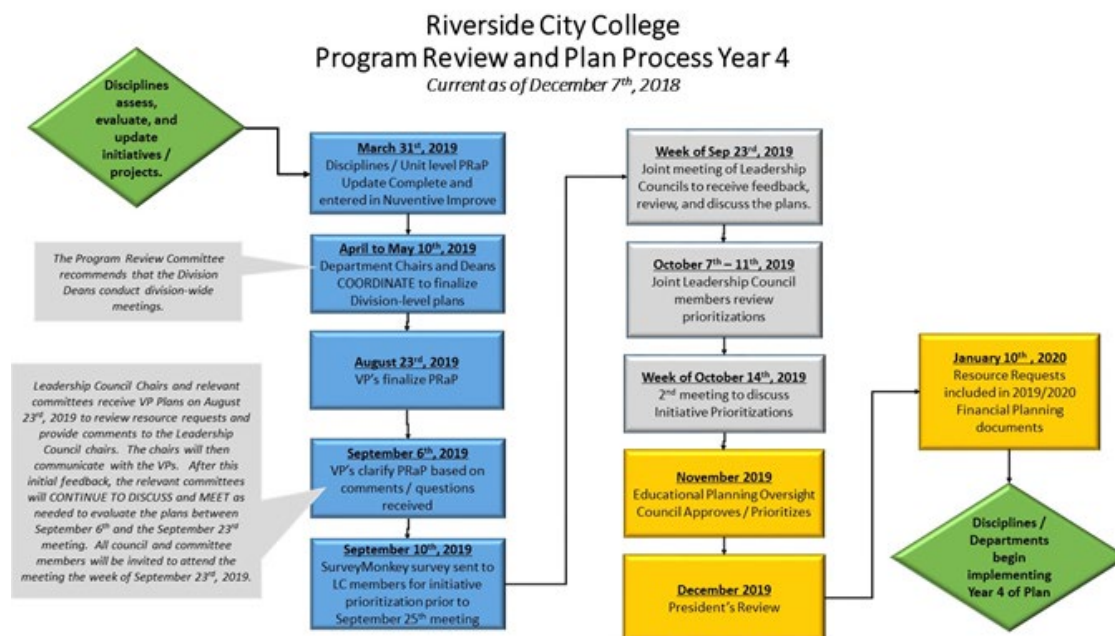 Riverside City College
Program Review and Plan Process Year 4
Current as of December 7th, 2018
Disciplines
assess,
evaluate, and
update
initiatives /
projects.
March 31st, 2019
Disciplines / Unit level PRaP
Update Complete and
entered in Nuventive Improve
The Program Review Committee
recommends that the Division
Deans conduct division-wide
meetings.
April to May 10th, 2019
Department Chairs and Deans
COORDINATE to finalize
Division-level plans
August 23rd, 2019
VP's finalize PRaP
Leadership Council Chairs and relevant
committees receive VP Plans on August
23rd, 2019 to review resource requests and
provide comments to the Leadership
Council chairs. The chairs will then
communicate with the VPs. After this
initial feedback, the relevant committees
will CONTINUE TO DISCUSS and MEET as
needed to evaluate the plans between
September 6th and the September 23rd
meeting. All council and committee
members will be invited to attend the
meeting the week of September 23rd, 2019.
September 6th, 2019
VP's clarify PRaP based on
comments / questions
received
September 10th, 2019
SurveyMonkey survey sent to
LC members for initiative
prioritization prior to
September 25th meeting
Week of Sep 23rd, 2019
Joint meeting of Leadership
Councils to receive feedback,
review, and discuss the plans.
October 7th – 11th, 2019
Joint Leadership Council
members review
prioritizations
Week of October 14th, 2019
2nd meeting to discuss
Initiative Prioritizations
November 2019
Educational Planning Oversight
Council Approves / Prioritizes
December 2019
President's Review
January 10th, 2020
Resource Requests
included in 2019/2020
Financial Planning
documents
Disciplines /
Departments
begin
implementing
Year 4 of Plan